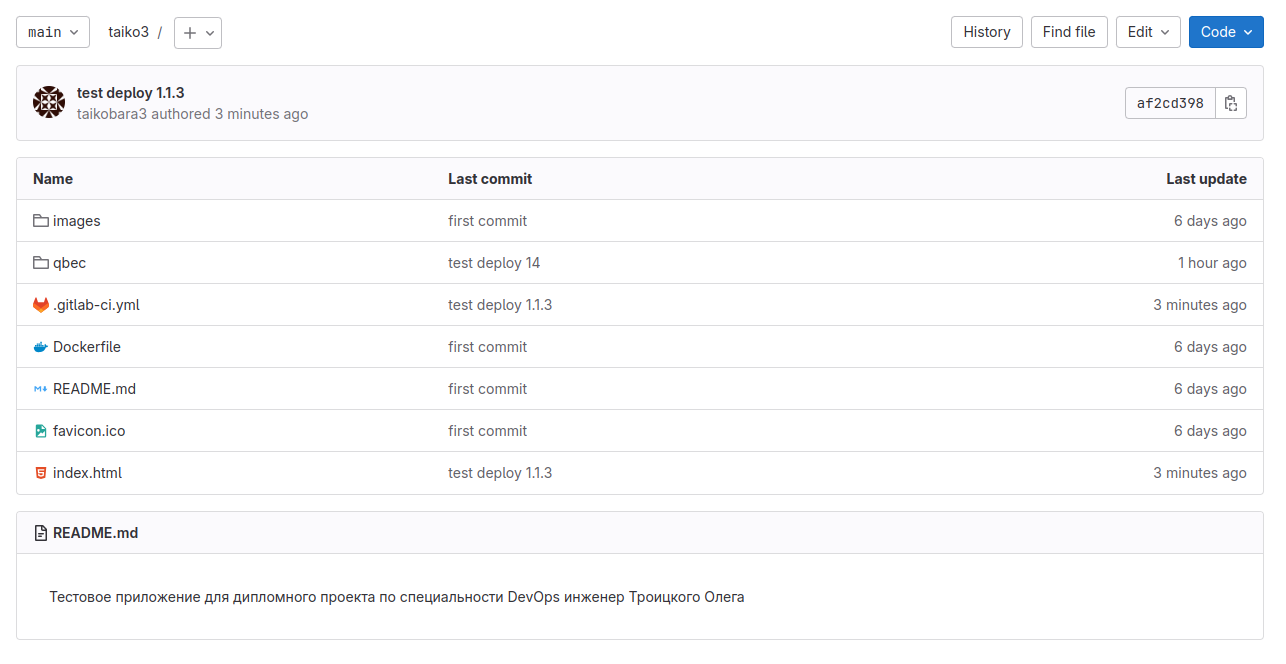 main taiko3 / + History Find file Edit Code
test deploy 1.1.3
taikobara3 authored 3 minutes ago
af2cd398
Name Last commit Last update
images first commit 6 days ago
qbec test deploy 14 1 hour ago
.gitlab-ci.yml test deploy 1.1.3 3 minutes ago
Dockerfile first commit 6 days ago
README.md first commit 6 days ago
favicon.ico first commit 6 days ago
index.html test deploy 1.1.3 3 minutes ago
README.md
Тестовое приложение для дипломного проекта по специальности DevOps инженер Троицкого Олега